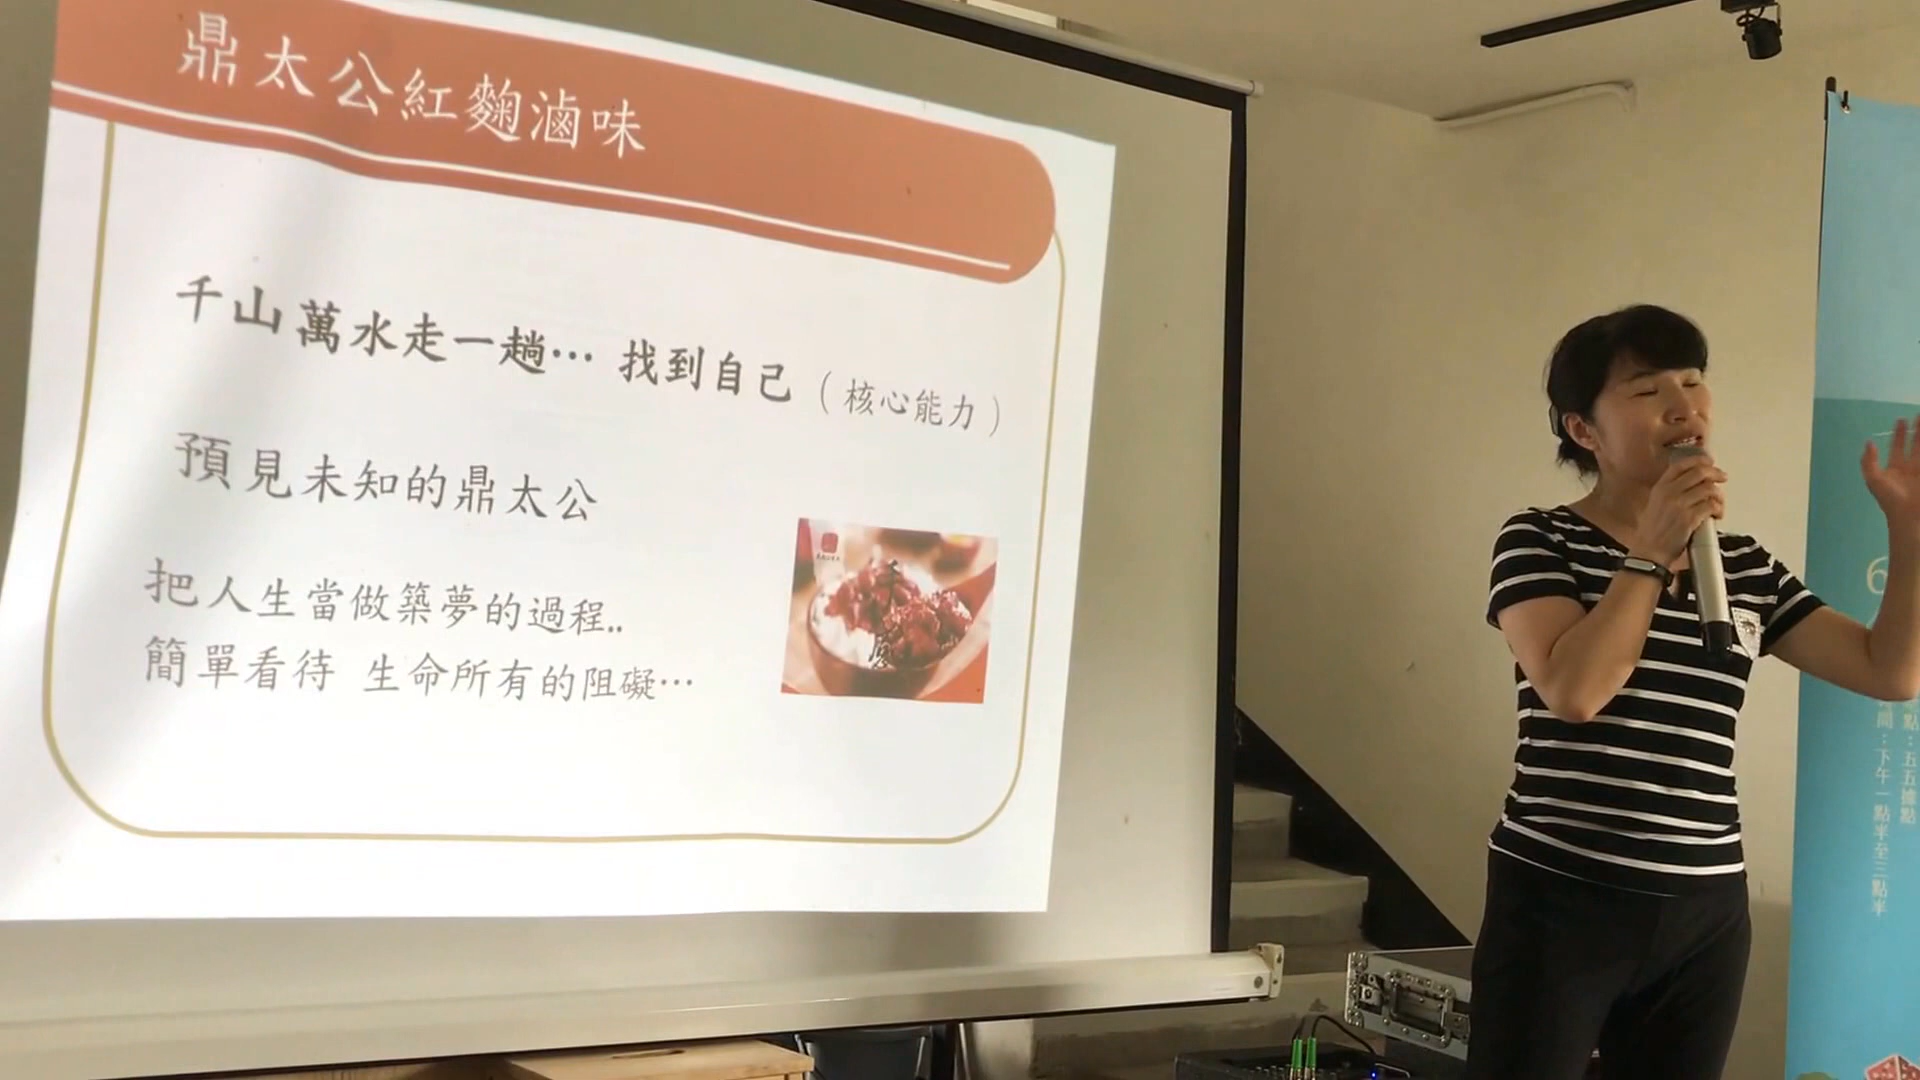 鼎太公紅麴滷味
千山萬水走一趟… 找到自己（核心能力）
預見未知的鼎太公
把人生當做築夢的過程..
簡單看待 生命所有的阻礙…
6
點：五五據點
間：下午一點半至三點半